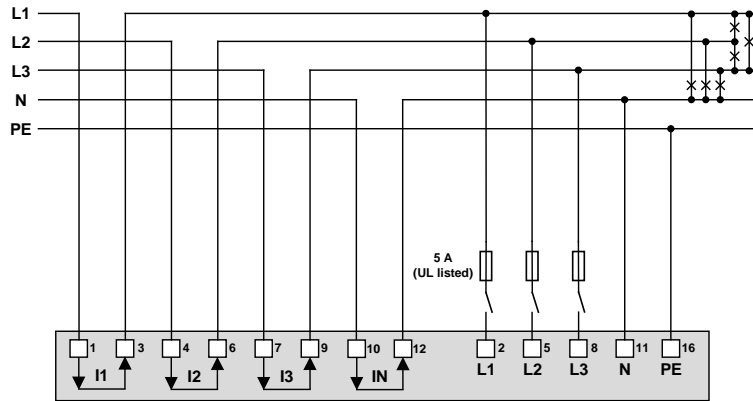 L1
L2
L3
N
PE
5 A
(UL listed)
1 3 4 6 7 9 10 12 2 5 8 11 16
I1 I2 I3 IN L1 L2 L3 N PE